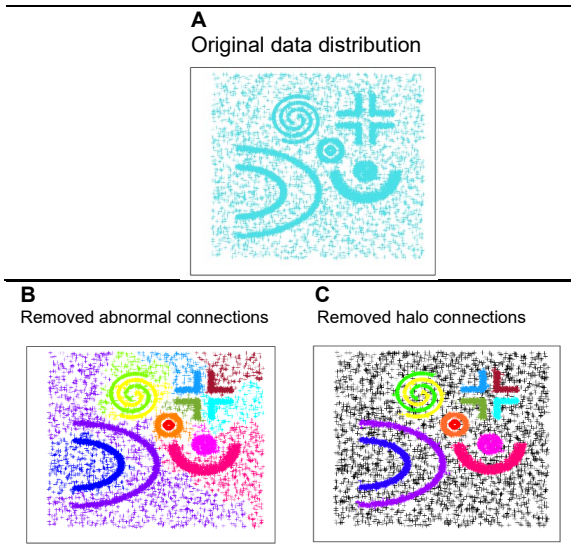 A
Original data distribution
B
Removed abnormal connections
C
Removed halo connections